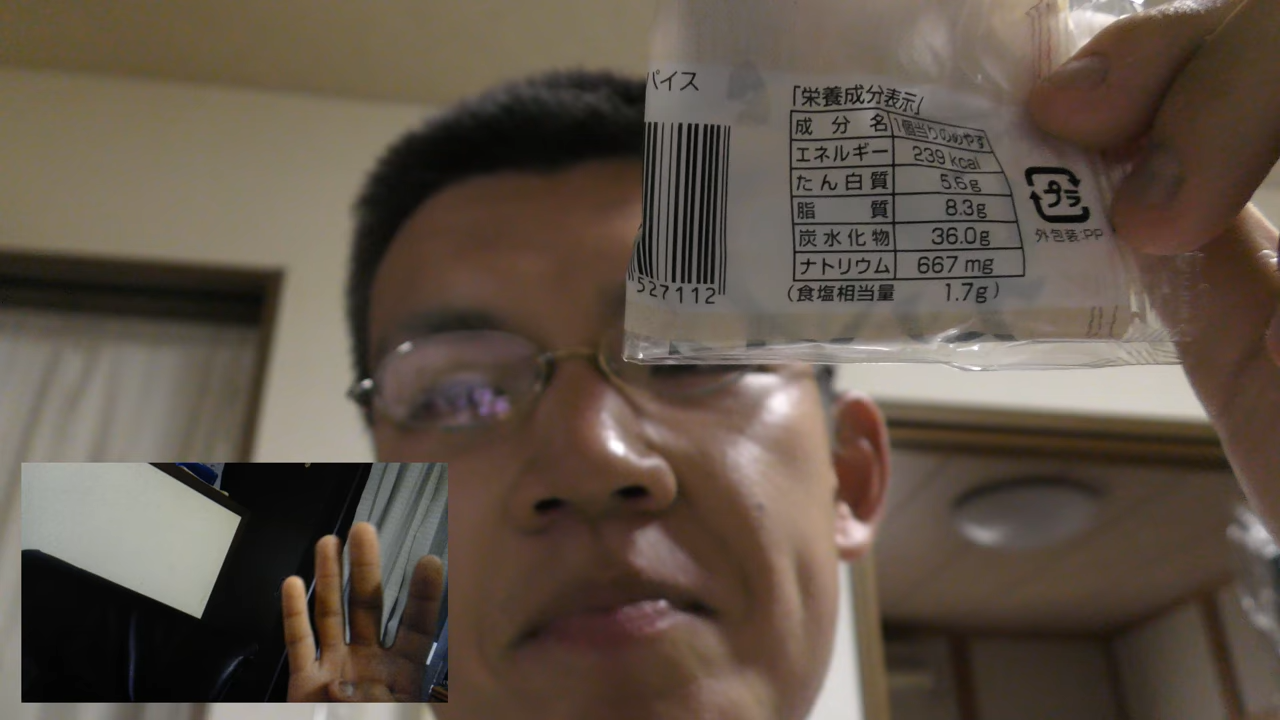 パイス
「栄養成分表示」
成分名 1個当りのめやす
エネルギー 239 kcal
たん白質 5.6g
脂質 8.3g
炭水化物 36.0g
ナトリウム 667 mg
(食塩相当量 1.7g)
527112
プラ
外包装:PP